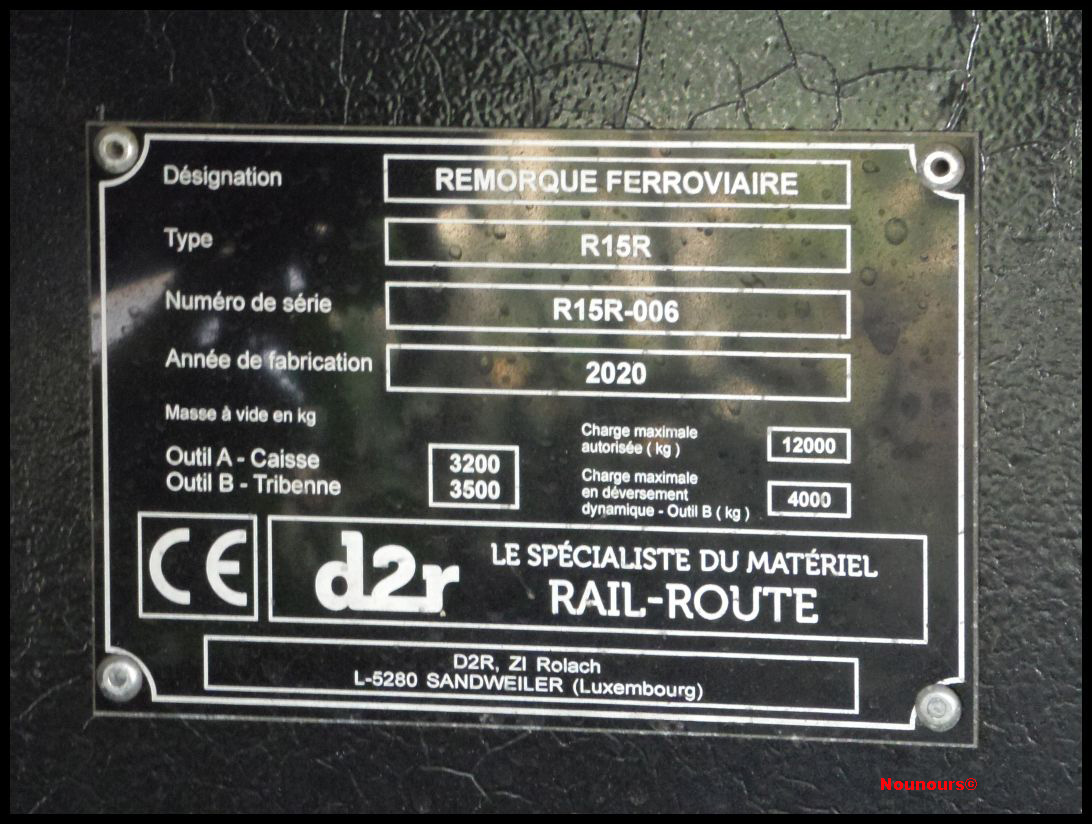 Désignation REMORQUE FERROVIAIRE
Type R15R
Numéro de série R15R-006
Année de fabrication 2020
Masse à vide en kg
Outil A - Caisse 3200
Outil B - Tribenne 3500
Charge maximale
autorisée ( kg ) 12000
Charge maximale
en déversement
dynamique - Outil B ( kg ) 4000
CE
d2r
LE SPÉCIALISTE DU MATÉRIEL
RAIL-ROUTE
D2R, ZI Rolach
L-5280 SANDWEILER (Luxembourg)
Nounours©